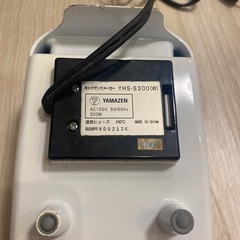 ホットサンドメーカー YHS-S300(W)
YAMAZEN
AC100V 50/60Hz
300W
温度ヒューズ 240℃ MADE IN CHINA
製造番号 8002136